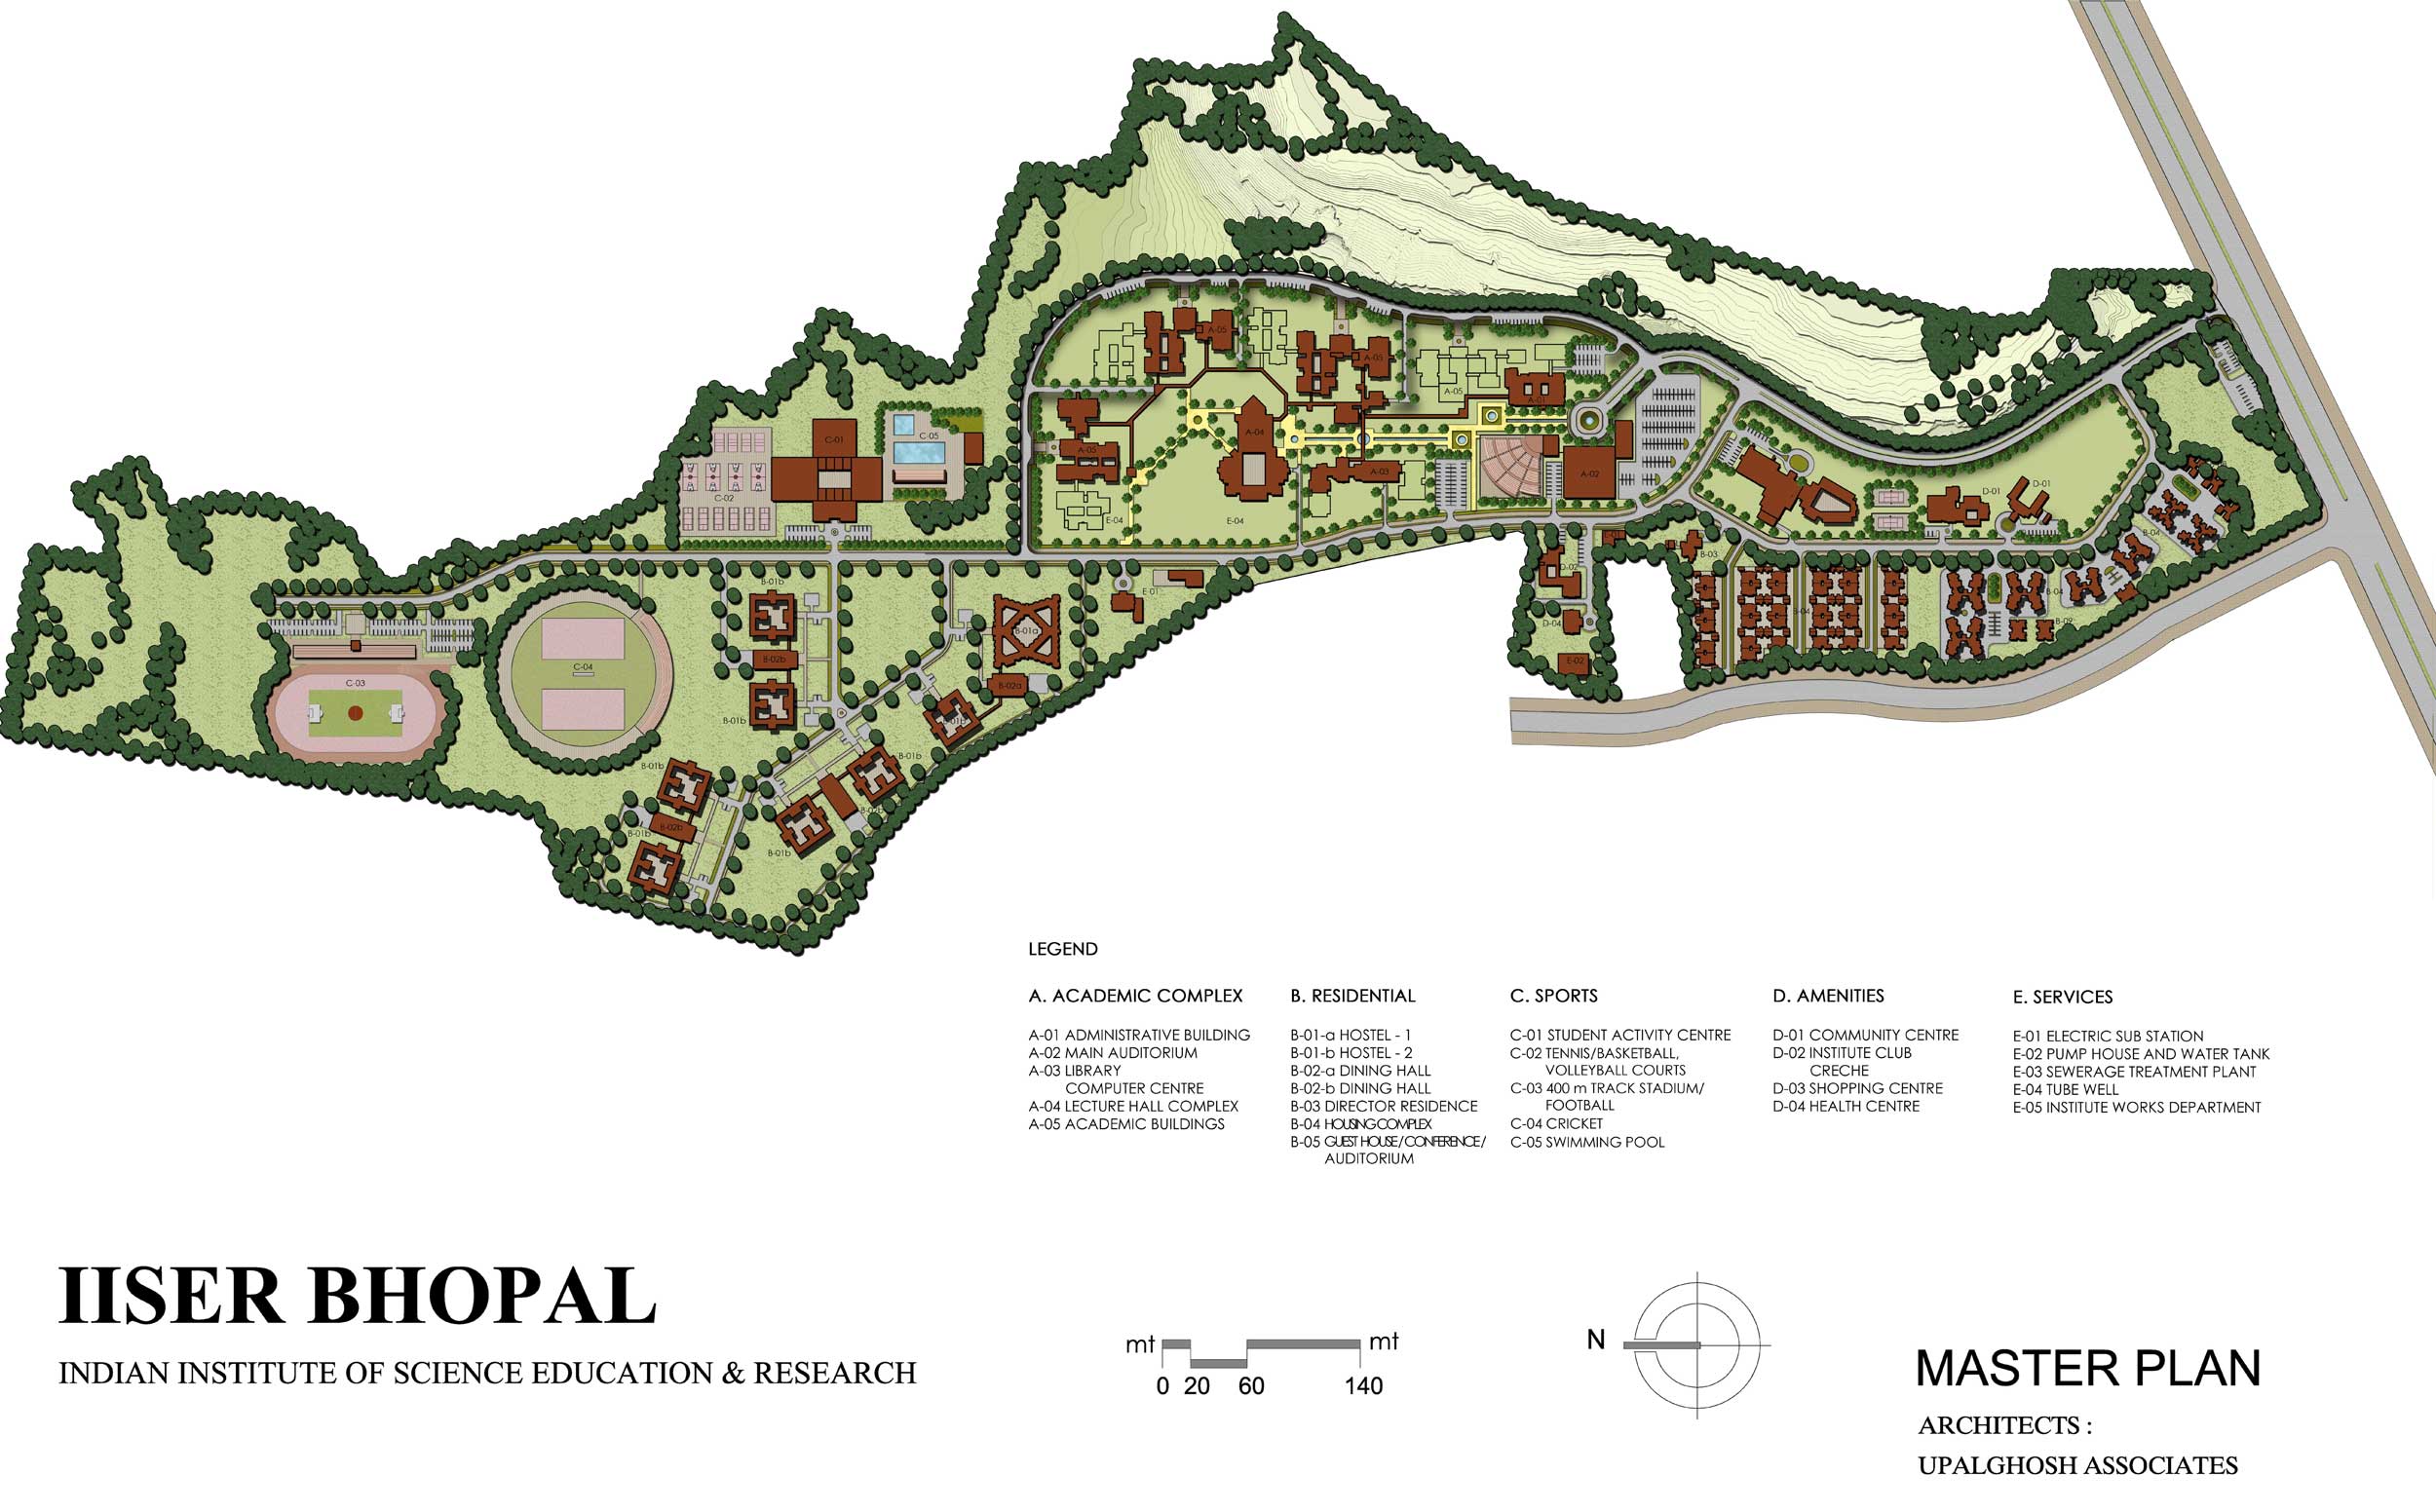 A-05
A-05
A-05
A-01
C-01
C-05
A-04
A-05
A-03
A-02
C-02
E-04
E-04
D-01
D-01
B-04
B-03
D-02
B-01b
E-01
B-01a
B-04
B-04
D-04
B-02
B-02b
C-04
E-02
C-03
B-02a
B-01b
B-01b
B-01b
B-01b
B-02b
B-01b
B-01b
LEGEND
A. ACADEMIC COMPLEX
A-01 ADMINISTRATIVE BUILDING
A-02 MAIN AUDITORIUM
A-03 LIBRARY
COMPUTER CENTRE
A-04 LECTURE HALL COMPLEX
A-05 ACADEMIC BUILDINGS
B. RESIDENTIAL
B-01-a HOSTEL - 1
B-01-b HOSTEL - 2
B-02-a DINING HALL
B-02-b DINING HALL
B-03 DIRECTOR RESIDENCE
B-04 HOUSING COMPLEX
B-05 GUEST HOUSE/CONFERENCE/
AUDITORIUM
C. SPORTS
C-01 STUDENT ACTIVITY CENTRE
C-02 TENNIS/BASKETBALL,
VOLLEYBALL COURTS
C-03 400 m TRACK STADIUM/
FOOTBALL
C-04 CRICKET
C-05 SWIMMING POOL
D. AMENITIES
D-01 COMMUNITY CENTRE
D-02 INSTITUTE CLUB
CRECHE
D-03 SHOPPING CENTRE
D-04 HEALTH CENTRE
E. SERVICES
E-01 ELECTRIC SUB STATION
E-02 PUMP HOUSE AND WATER TANK
E-03 SEWERAGE TREATMENT PLANT
E-04 TUBE WELL
E-05 INSTITUTE WORKS DEPARTMENT
IISER BHOPAL
INDIAN INSTITUTE OF SCIENCE EDUCATION & RESEARCH
mt mt
0 20 60 140
N
MASTER PLAN
ARCHITECTS :
UPALGHOSH ASSOCIATES